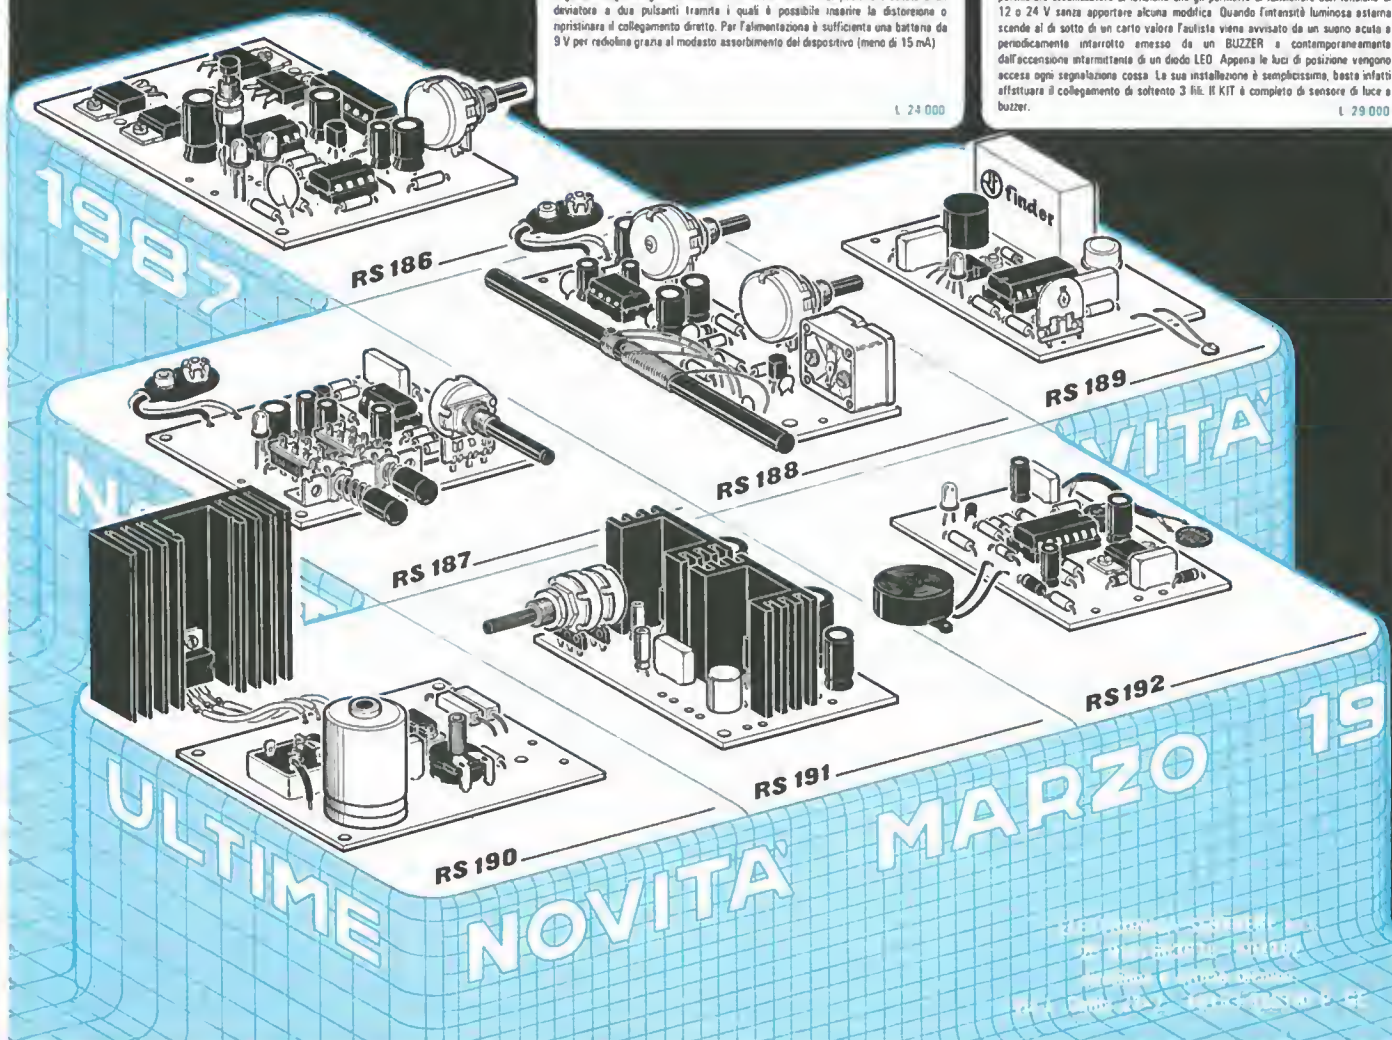 deviatore a due pulsanti tramite i quali è possibile inserire la distorsione o
ripristinare il collegamento diretto. Per l'alimentazione è sufficiente una batteria da
9 V per radioline grazie al modesto assorbimento del dispositivo (meno di 15 mA)
L. 24.000
12 o 24 V senza apportare alcuna modifica. Quando l'intensità luminosa esterna
scende al di sotto di un certo valore l'autista viene avvisato da un suono acuto e
periodicamente interrotto emesso da un BUZZER e contemporaneamente
dall'accensione intermittente di un diodo LED. Appena le luci di posizione vengono
accese ogni segnalazione cessa. La sua installazione è semplicissima, basta infatti
effettuare il collegamento di soltanto 3 fili. Il KIT è completo di sensore di luce e
buzzer.
L. 29.000
1987
RS 186
finder
RS 189
RS 188
VITA'
RS 187
RS 192
19
RS 191
RS 190
ULTIME NOVITA' MARZO